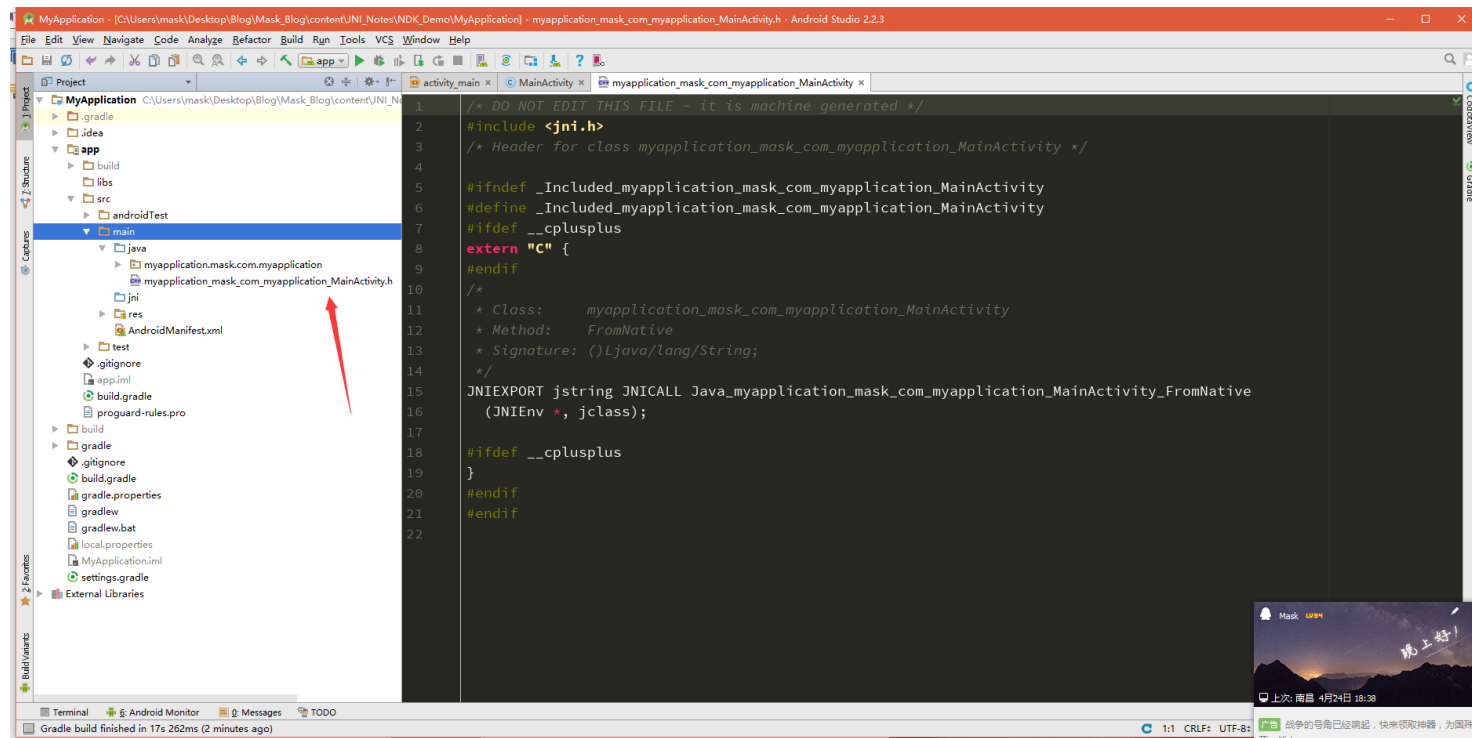 MyApplication - [C:\Users\mask\Desktop\Blog\Mask_Blog\content\JNI_Notes\NDK_Demo\MyApplication] - myapplication_mask_com_myapplication_MainActivity.h - Android Studio 2.2.3
File Edit View Navigate Code Analyze Refactor Build Run Tools VCS Window Help
app
Project
activity_main × MainActivity × myapplication_mask_com_myapplication_MainActivity ×
1: Project
Z: Structure
Captures
2: Favorites
Build Variants
MyApplication C:\Users\mask\Desktop\Blog\Mask_Blog\content\JNI_No
.gradle
.idea
app
build
libs
src
androidTest
main
java
myapplication.mask.com.myapplication
myapplication_mask_com_myapplication_MainActivity.h
jni
res
AndroidManifest.xml
test
.gitignore
app.iml
build.gradle
proguard-rules.pro
build
gradle
.gitignore
build.gradle
gradle.properties
gradlew
gradlew.bat
local.properties
MyApplication.iml
settings.gradle
External Libraries
1 /* DO NOT EDIT THIS FILE - it is machine generated */
2 #include <jni.h>
3 /* Header for class myapplication_mask_com_myapplication_MainActivity */
4
5 #ifndef _Included_myapplication_mask_com_myapplication_MainActivity
6 #define _Included_myapplication_mask_com_myapplication_MainActivity
7 #ifdef __cplusplus
8 extern "C" {
9 #endif
10 /*
11 * Class: myapplication_mask_com_myapplication_MainActivity
12 * Method: FromNative
13 * Signature: ()Ljava/lang/String;
14 */
15 JNIEXPORT jstring JNICALL Java_myapplication_mask_com_myapplication_MainActivity_FromNative
16 (JNIEnv *, jclass);
17
18 #ifdef __cplusplus
19 }
20 #endif
21 #endif
22
Gradle
Mask LV34
晚上好!
上次: 南昌 4月24日 18:38
广告 战争的号角已经响起，快来领取神器，为国殊
Terminal 6: Android Monitor 0: Messages TODO
Gradle build finished in 17s 262ms (2 minutes ago)
1:1 CRLF÷ UTF-8÷